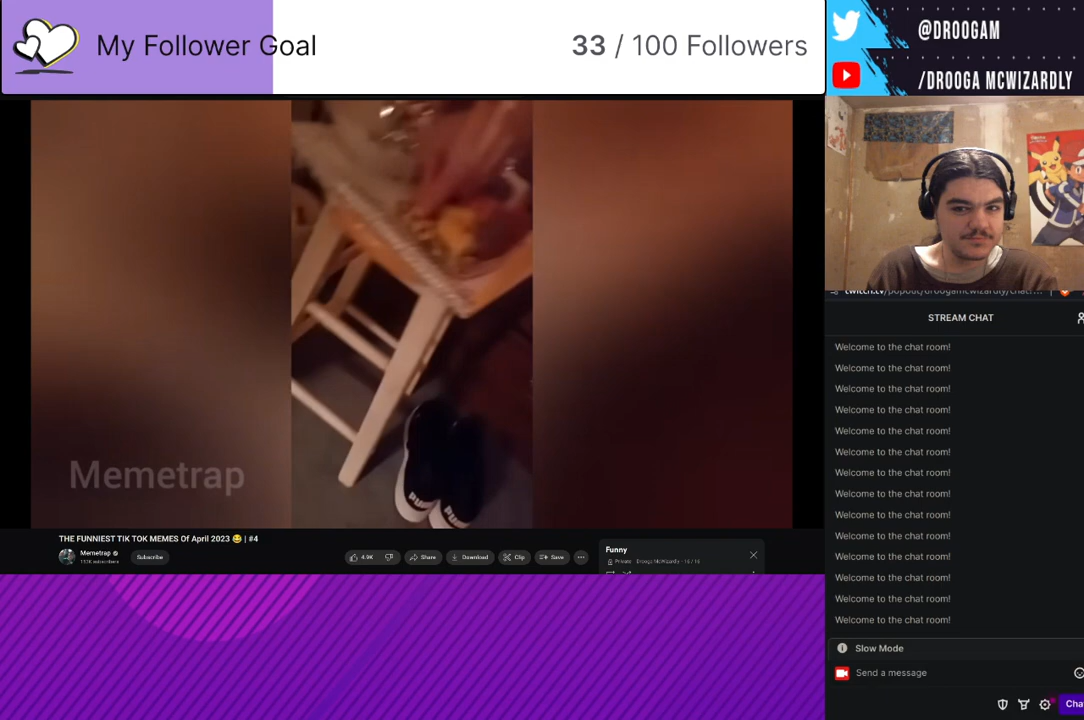 My Follower Goal
33 / 100 Followers
@DROOGAM
/DROOGA MCWIZARDLY
Memetrap
PUMA
THE FUNNIEST TIK TOK MEMES Of April 2023 😂 | #4
Memetrap
Subscribe
4.9K
Share
Download
Clip
Save
Funny
Private Drooga McWizardly - 15 / 15
STREAM CHAT
Welcome to the chat room!
Welcome to the chat room!
Welcome to the chat room!
Welcome to the chat room!
Welcome to the chat room!
Welcome to the chat room!
Welcome to the chat room!
Welcome to the chat room!
Welcome to the chat room!
Welcome to the chat room!
Welcome to the chat room!
Welcome to the chat room!
Welcome to the chat room!
Welcome to the chat room!
Slow Mode
Send a message
Cha